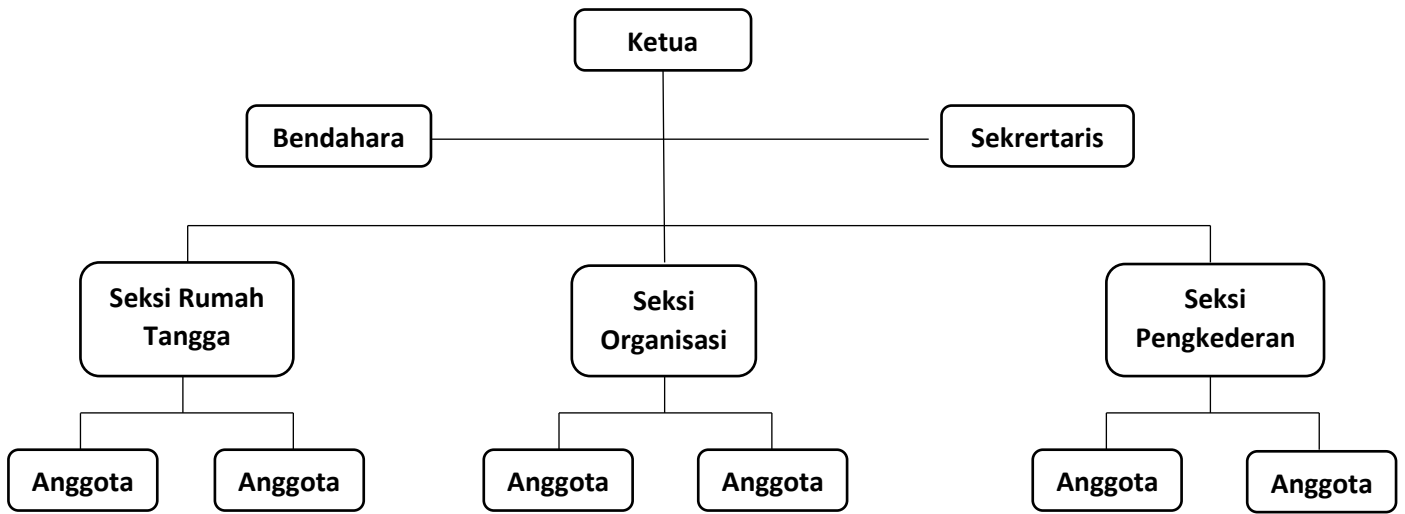 Ketua
Bendahara
Sekrertaris
Seksi Rumah
Tangga
Seksi
Organisasi
Seksi
Pengkederan
Anggota
Anggota
Anggota
Anggota
Anggota
Anggota